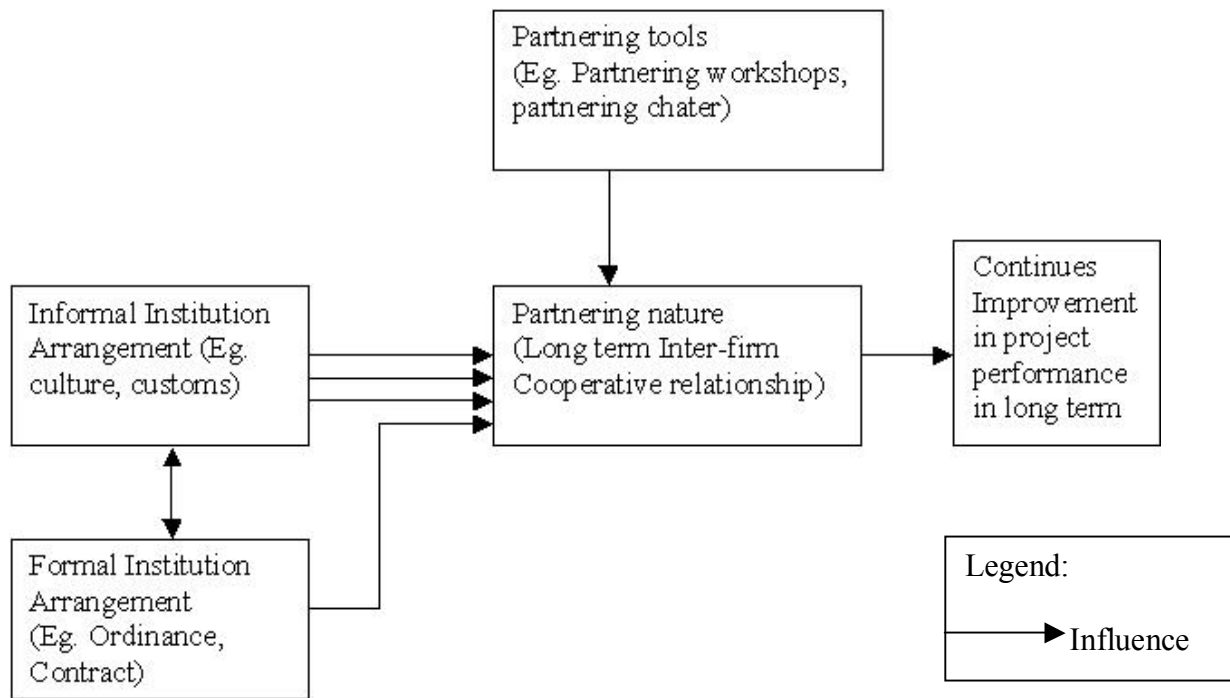 Partnering tools
(Eg. Partnering workshops,
partnering chater)
Informal Institution
Arrangement (Eg.
culture, customs)
Partnering nature
(Long term Inter-firm
Cooperative relationship)
Continues
Improvement
in project
performance
in long term
Formal Institution
Arrangement
(Eg. Ordinance,
Contract)
Legend:
Influence